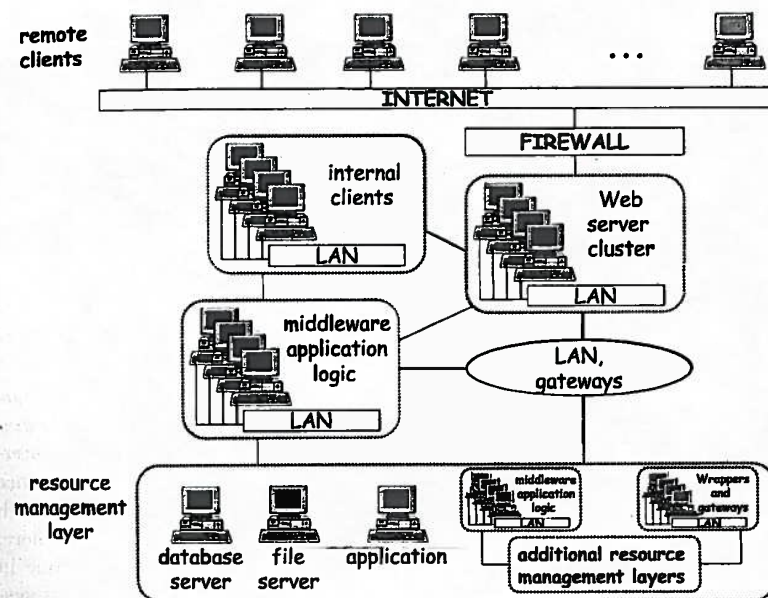 remote
clients
...
INTERNET
FIREWALL
internal
clients
LAN
Web
server
cluster
LAN
middleware
application
logic
LAN
LAN,
gateways
resource
management
layer
database
server
file
server
application
middleware
application
logic
LAN
Wrappers
and
gateways
LAN
additional resource
management layers